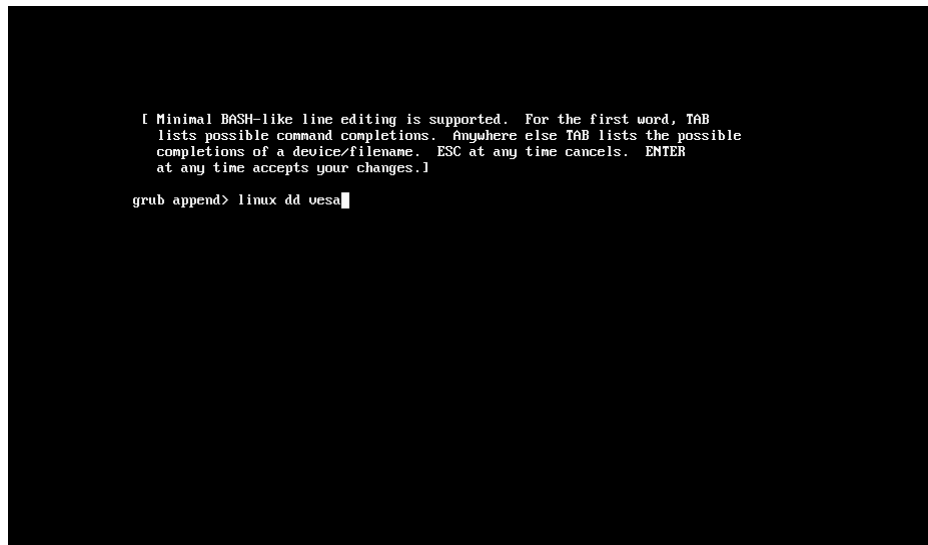 [ Minimal BASH-like line editing is supported.  For the first word, TAB
lists possible command completions.  Anywhere else TAB lists the possible
completions of a device/filename.  ESC at any time cancels.  ENTER
at any time accepts your changes.]
grub append> linux dd vesa